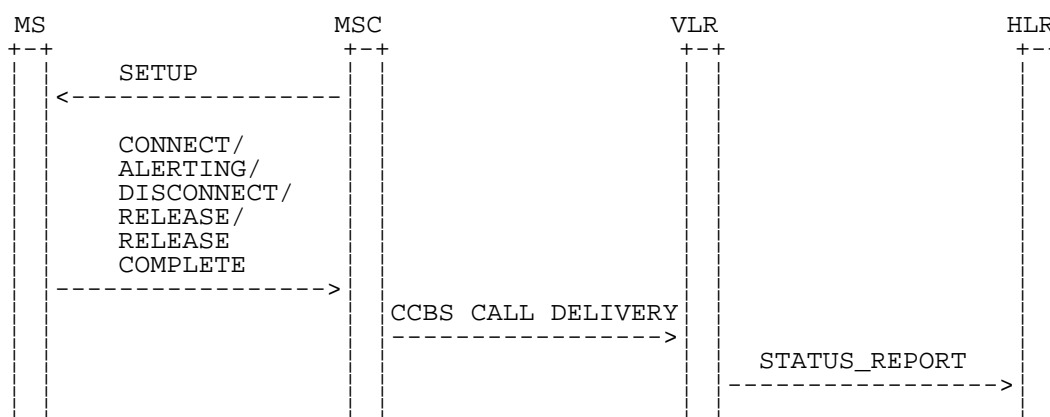 MS MSC VLR HLR
SETUP
CONNECT/
ALERTING/
DISCONNECT/
RELEASE/
RELEASE
COMPLETE
CCBS CALL DELIVERY
STATUS_REPORT